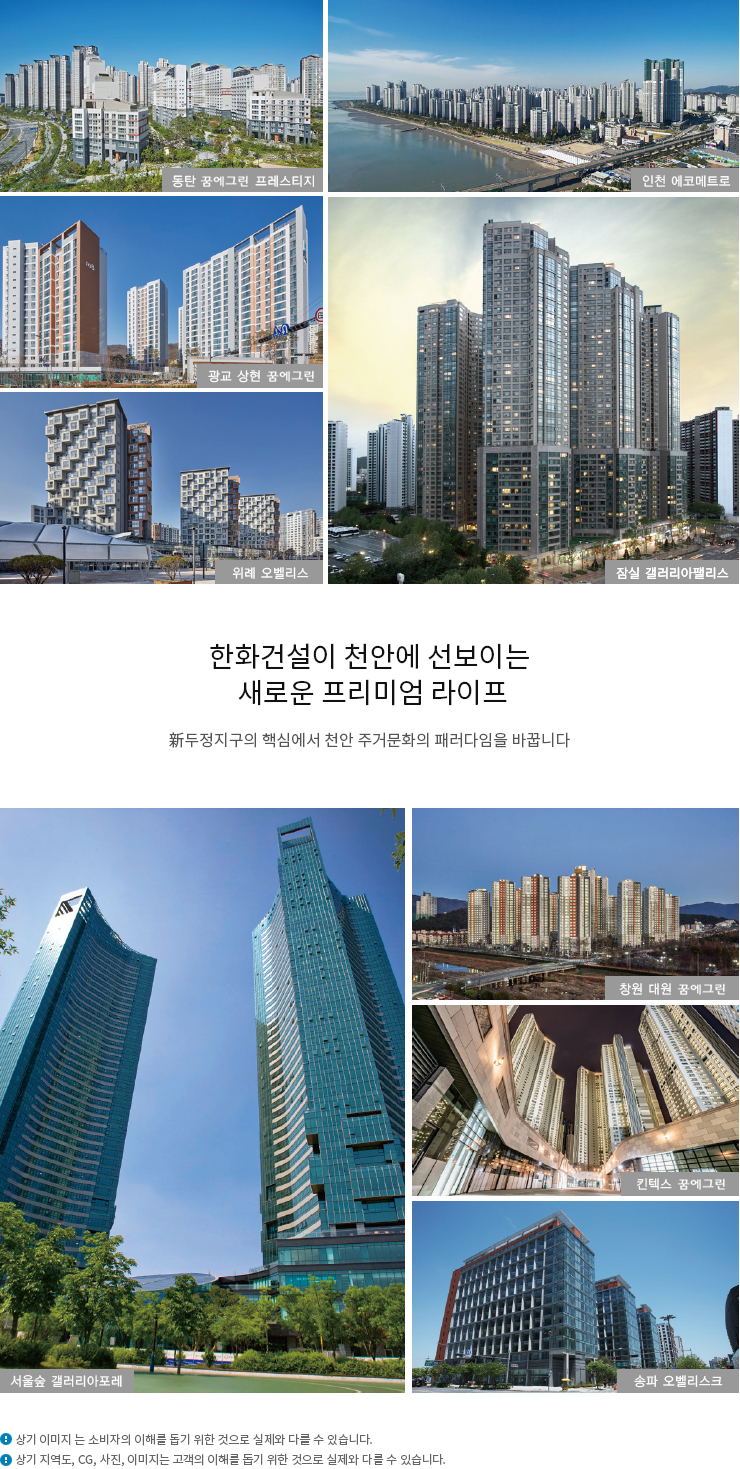 동탄 꿈에그린 프레스티지
인천 에코메트로
광교 상현 꿈에그린
위례 오벨리스
잠실 갤러리아팰리스
한화건설이 천안에 선보이는
새로운 프리미엄 라이프
新두정지구의 핵심에서 천안 주거문화의 패러다임을 바꿉니다
창원 대원 꿈에그린
킨텍스 꿈에그린
서울숲 갤러리아포레
송파 오벨리스크
상기 이미지 는 소비자의 이해를 돕기 위한 것으로 실제와 다를 수 있습니다.
상기 지역도, CG, 사진, 이미지는 고객의 이해를 돕기 위한 것으로 실제와 다를 수 있습니다.